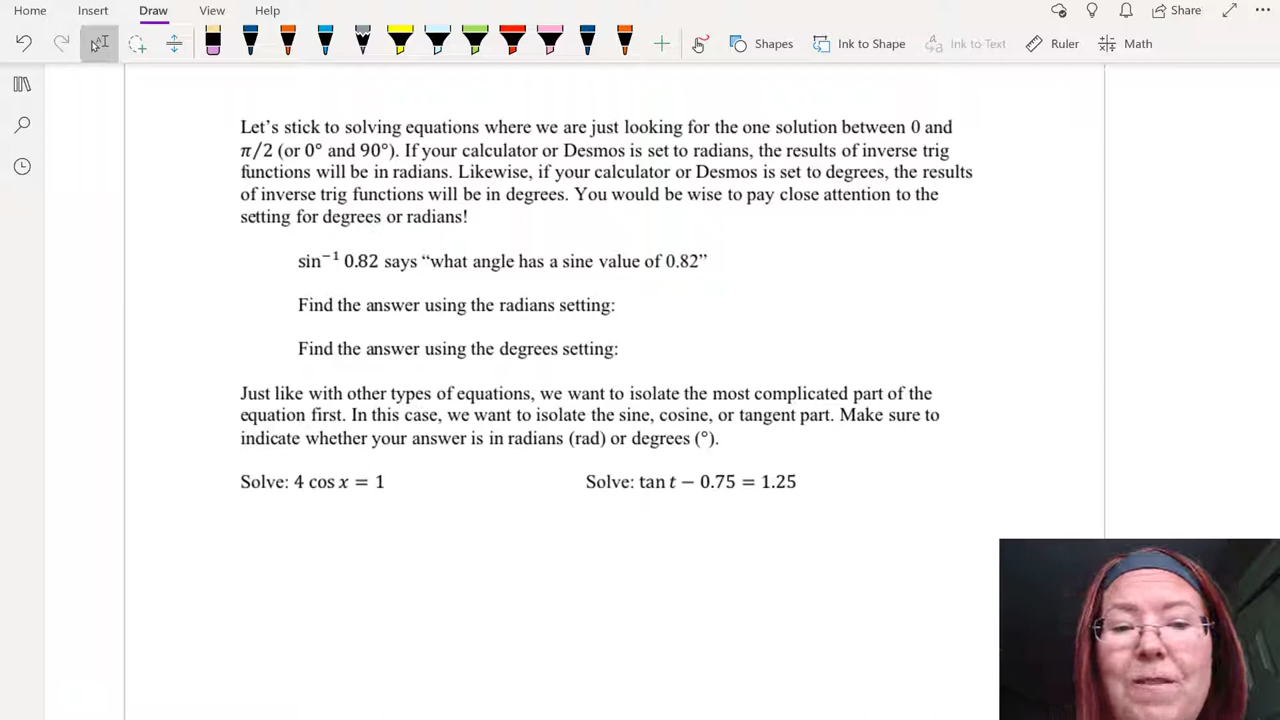 Home Insert Draw View Share
Shapes Ink to Shape Ink to Text Ruler Math
Let’s stick to solving equations where we are just looking for the one solution between 0 and
π/2 (or 0° and 90°). If your calculator or Desmos is set to radians, the results of inverse trig
functions will be in radians. Likewise, if your calculator or Desmos is set to degrees, the results
of inverse trig functions will be in degrees. You would be wise to pay close attention to the
setting for degrees or radians!
sin⁻¹ 0.82 says “what angle has a sine value of 0.82”
Find the answer using the radians setting:
Find the answer using the degrees setting:
Just like with other types of equations, we want to isolate the most complicated part of the
equation first. In this case, we want to isolate the sine, cosine, or tangent part. Make sure to
indicate whether your answer is in radians (rad) or degrees (°).
Solve: 4 cos x = 1 Solve: tan t − 0.75 = 1.25